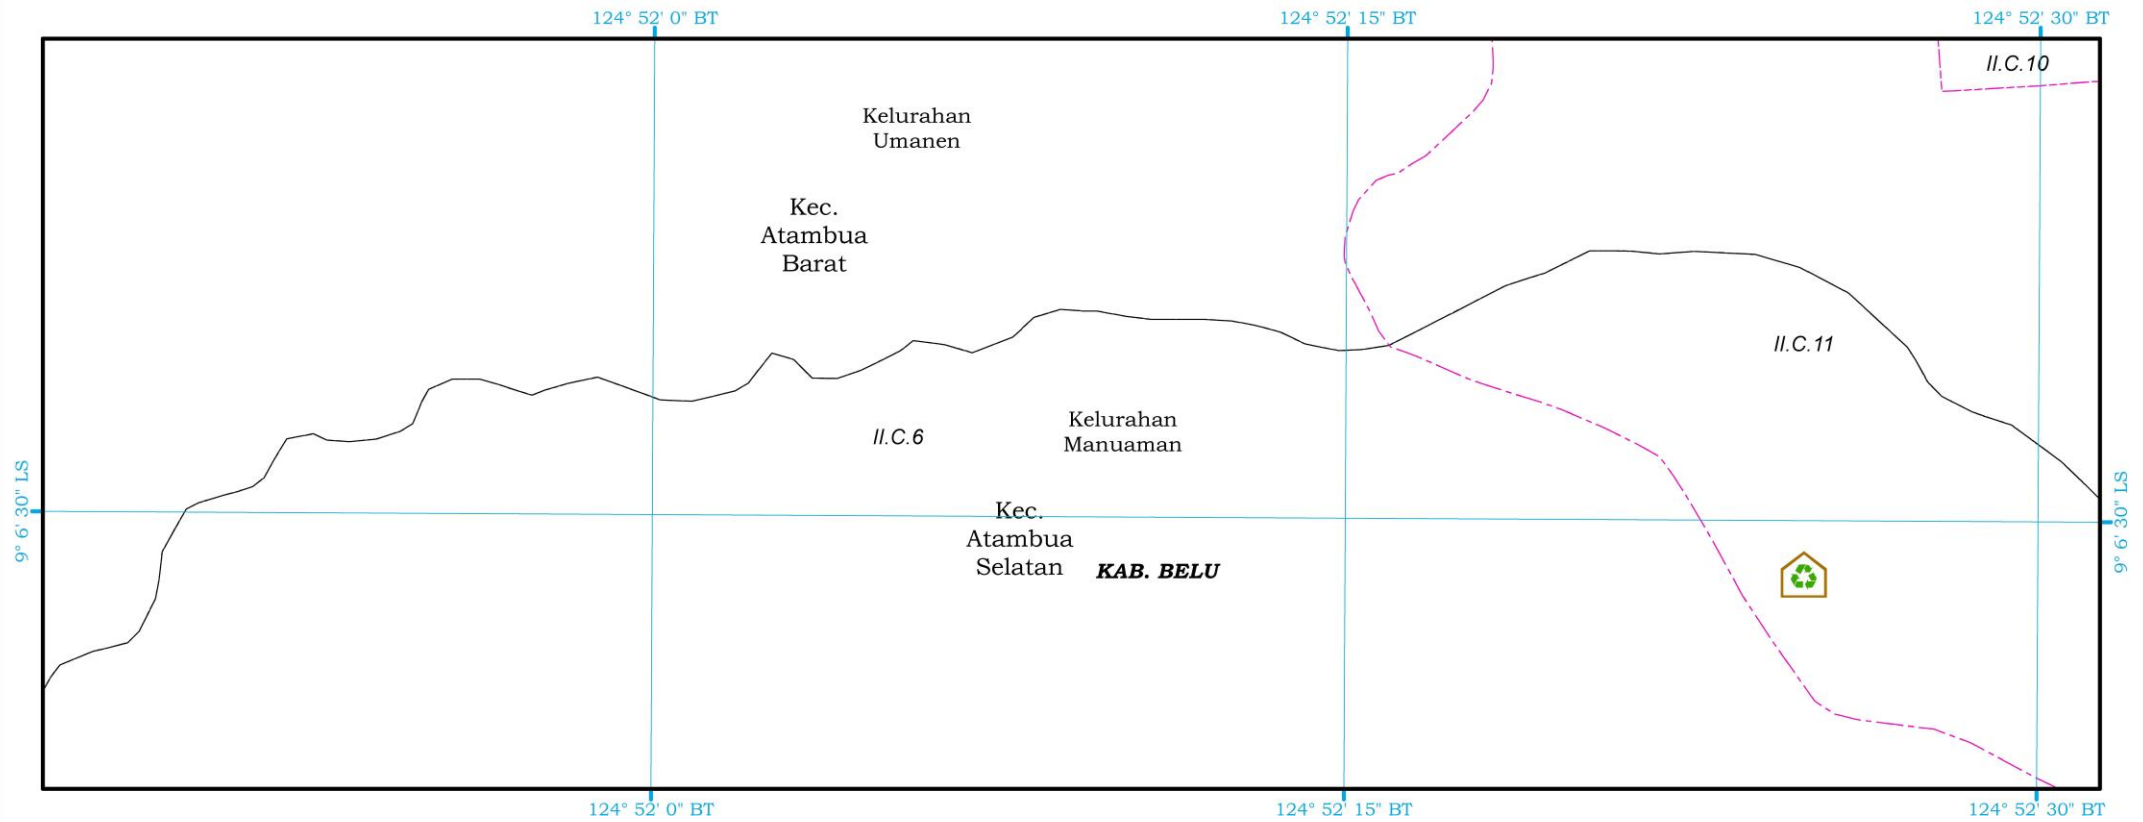 124° 52' 0" BT
124° 52' 15" BT
124° 52' 30" BT
II.C.10
Kelurahan
Umanen
Kec.
Atambua
Barat
II.C.11
Kelurahan
Manuaman
II.C.6
9° 6' 30" LS
9° 6' 30" LS
Kec.
Atambua
Selatan
KAB. BELU
124° 52' 0" BT
124° 52' 15" BT
124° 52' 30" BT